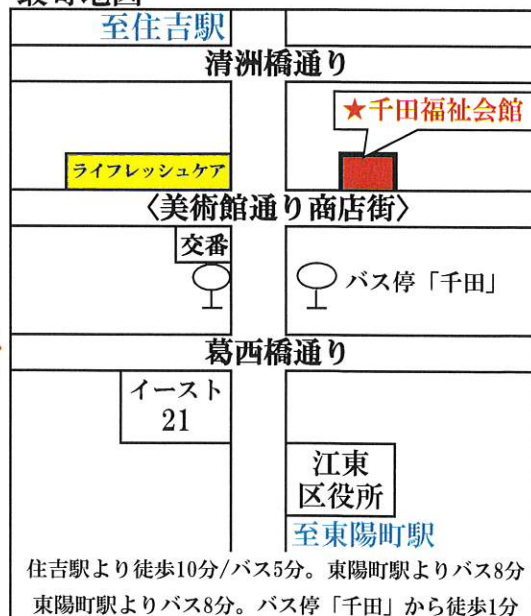 至住吉駅
清洲橋通り
★千田福祉会館
ライフレッシュケア
〈美術館通り商店街〉
交番
バス停「千田」
葛西橋通り
イースト
21
江東
区役所
至東陽町駅
住吉駅より徒歩10分/バス5分。東陽町駅よりバス8分
東陽町駅よりバス8分。バス停「千田」から徒歩1分